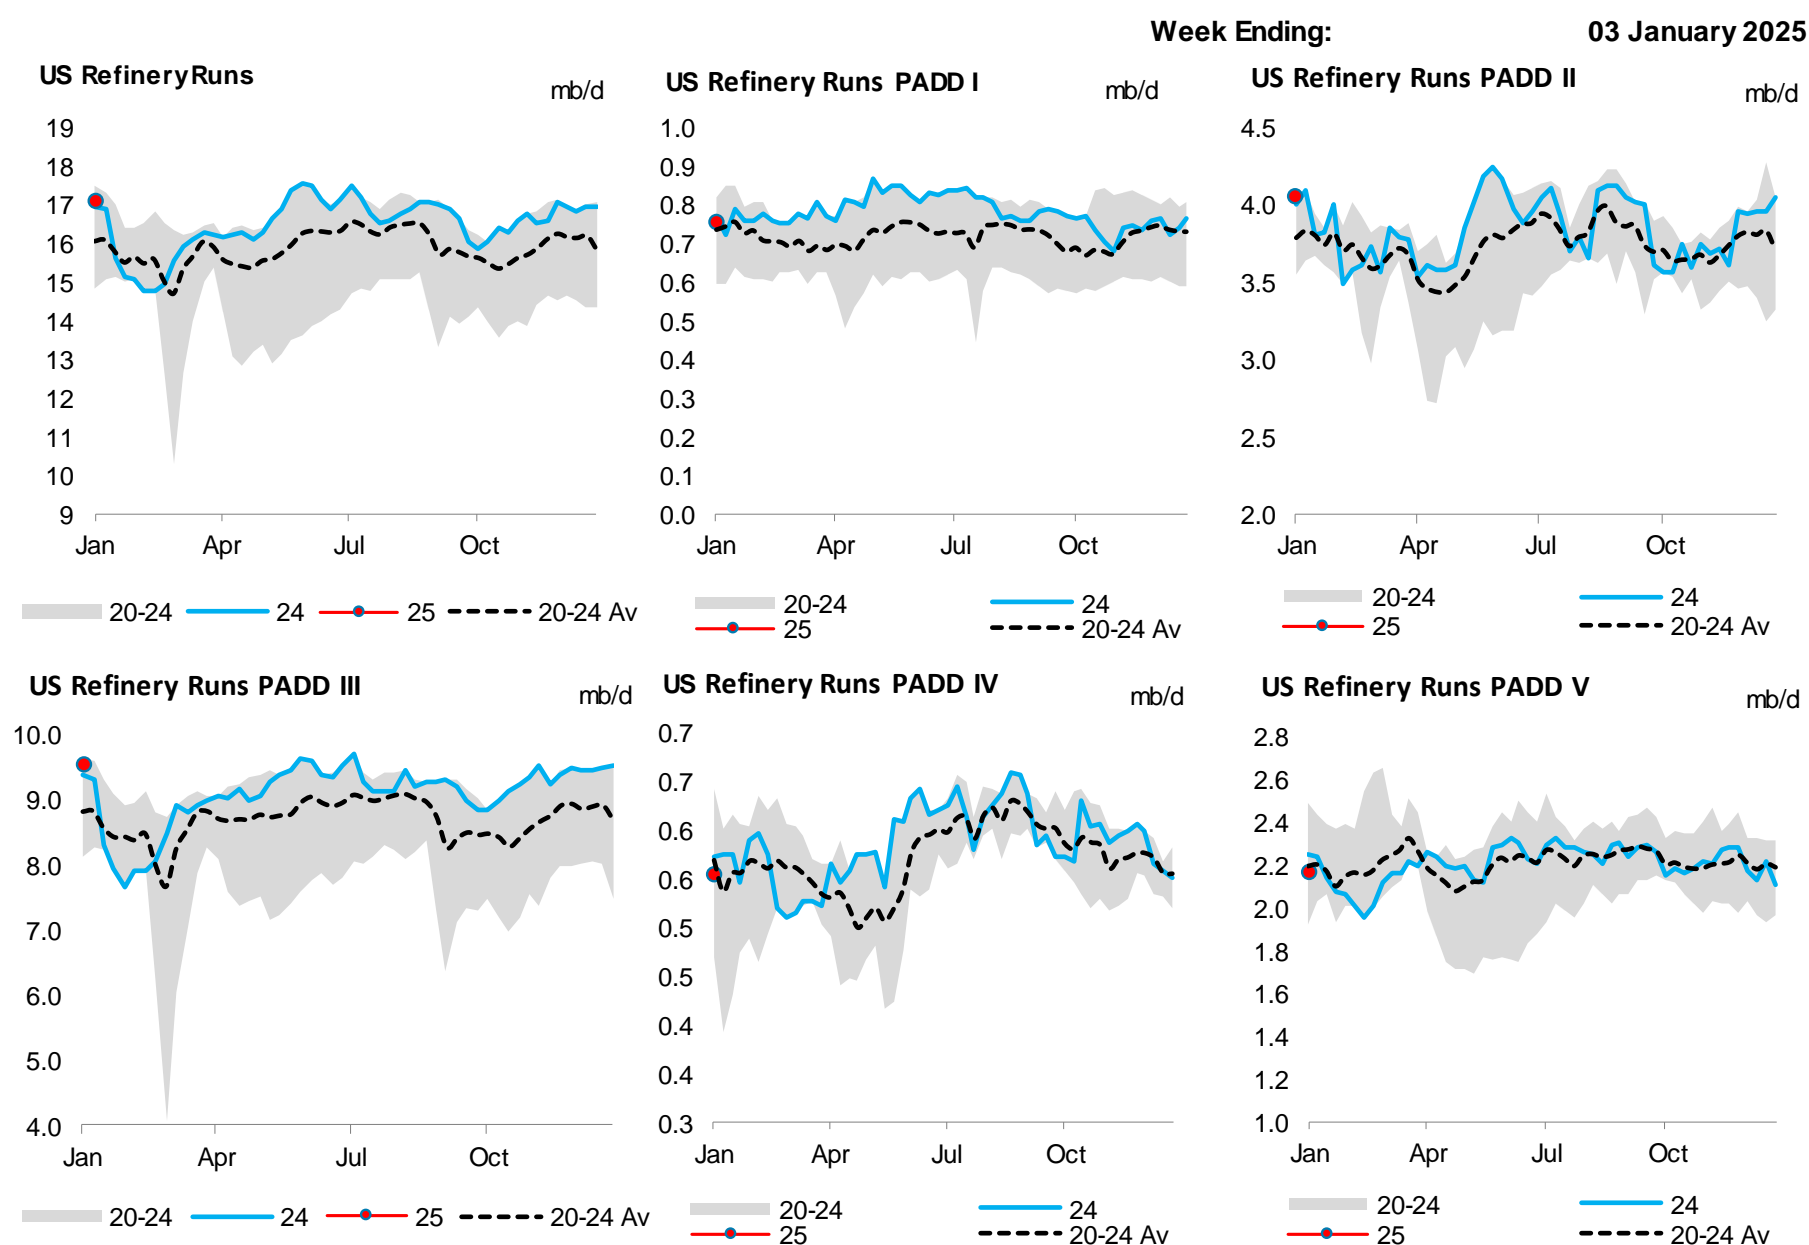 Week Ending: 03 January 2025
US Refinery Runs
mb/d
19
18
17
16
15
14
13
12
11
10
9
Jan Apr Jul Oct
20-24 24 25 20-24 Av
US Refinery Runs PADD I
mb/d
1.0
0.9
0.8
0.7
0.6
0.5
0.4
0.3
0.2
0.1
0.0
Jan Apr Jul Oct
20-24 24
25 20-24 Av
US Refinery Runs PADD II
mb/d
4.5
4.0
3.5
3.0
2.5
2.0
Jan Apr Jul Oct
20-24 24
25 20-24 Av
US Refinery Runs PADD III
mb/d
10.0
9.0
8.0
7.0
6.0
5.0
4.0
Jan Apr Jul Oct
20-24 24 25 20-24 Av
US Refinery Runs PADD IV
mb/d
0.7
0.7
0.6
0.6
0.5
0.5
0.4
0.4
0.3
Jan Apr Jul Oct
20-24 24
25 20-24 Av
US Refinery Runs PADD V
mb/d
2.8
2.6
2.4
2.2
2.0
1.8
1.6
1.4
1.2
1.0
Jan Apr Jul Oct
20-24 24
25 20-24 Av